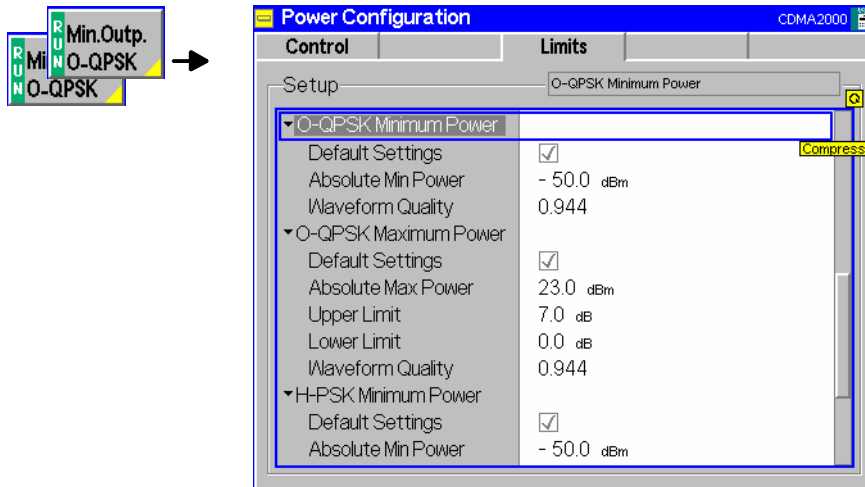 RUN
Min.Outp.
O-QPSK
RUN
Mi
O-QPSK
Power Configuration
CDMA2000
Control
Limits
Setup
O-QPSK Minimum Power
O-QPSK Minimum Power
Compress
Default Settings
Absolute Min Power - 50.0 dBm
Waveform Quality 0.944
O-QPSK Maximum Power
Default Settings
Absolute Max Power 23.0 dBm
Upper Limit 7.0 dB
Lower Limit 0.0 dB
Waveform Quality 0.944
H-PSK Minimum Power
Default Settings
Absolute Min Power - 50.0 dBm